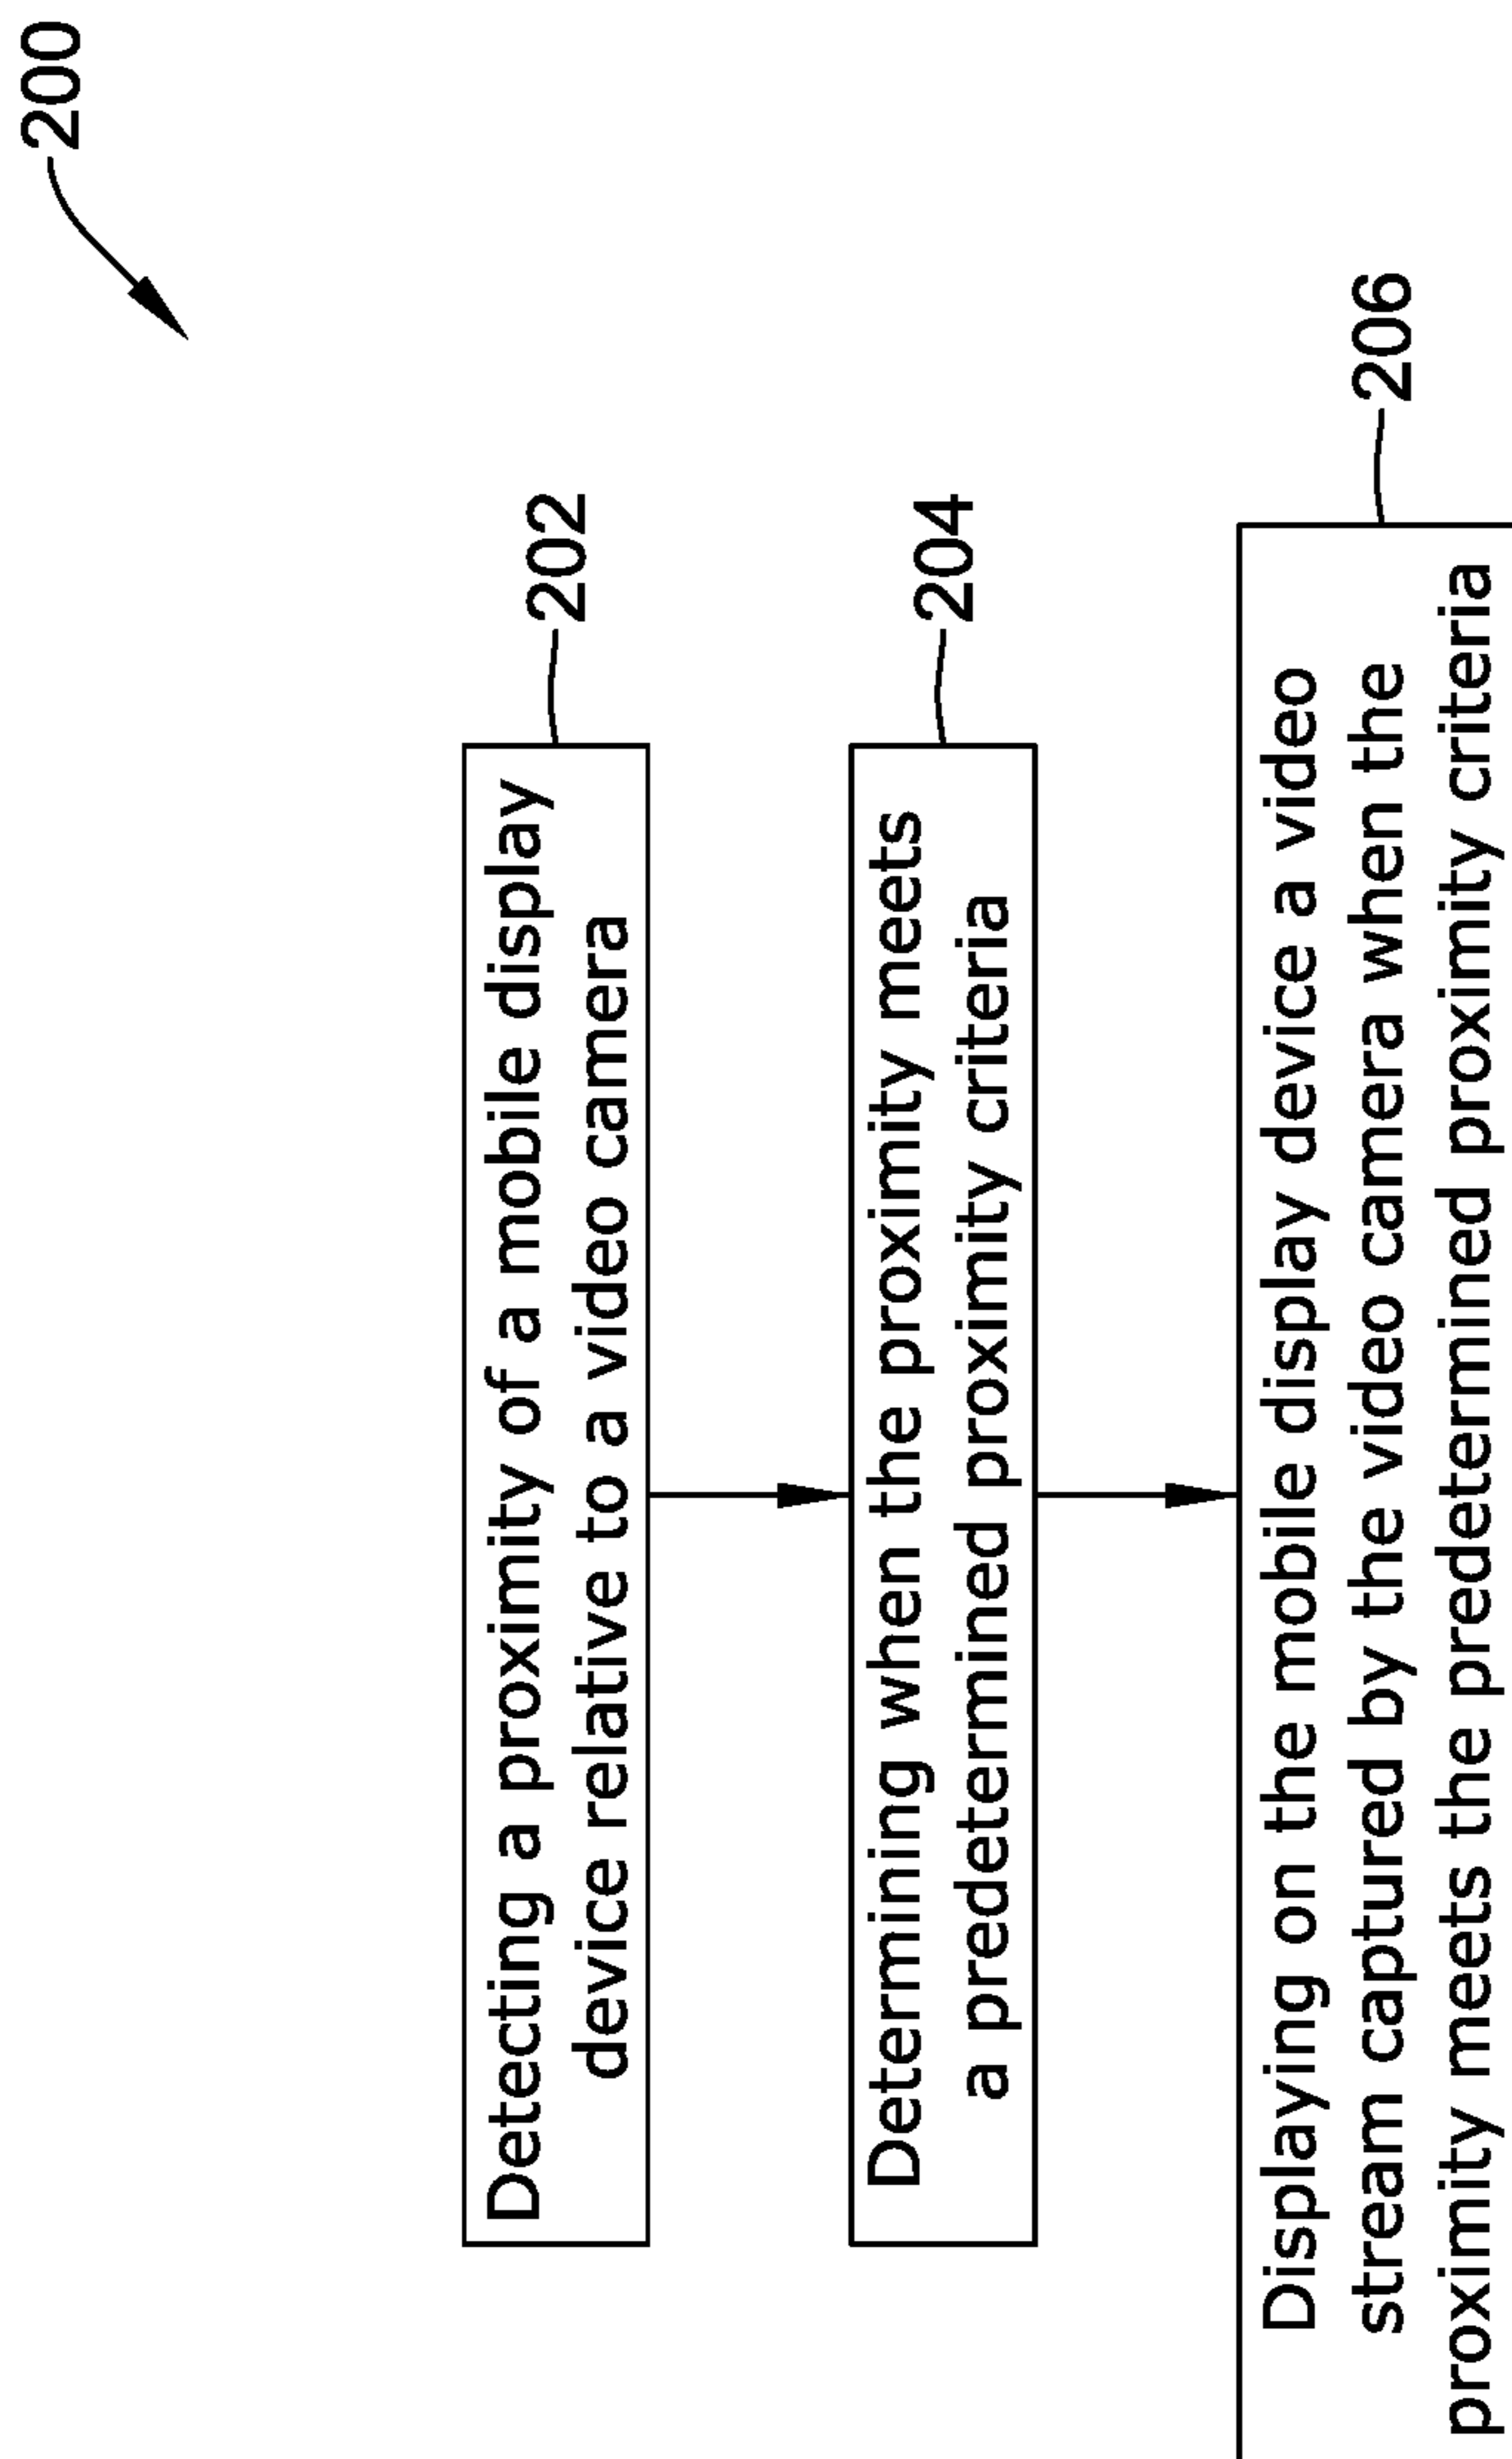 200
Detecting a proximity of a mobile display
device relative to a video camera
202
Determining when the proximity meets
a predetermined proximity criteria
204
Displaying on the mobile display device a video
stream captured by the video camera when the
proximity meets the predetermined proximity criteria
206